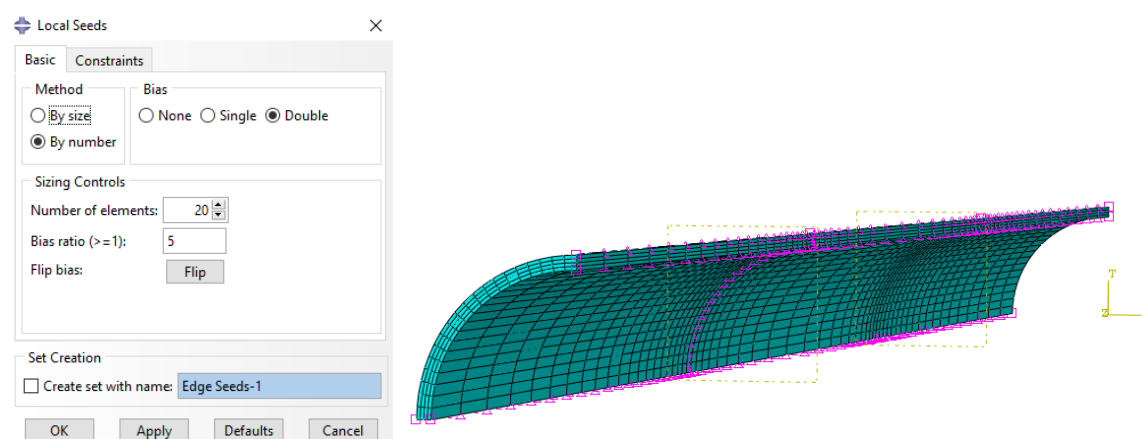 Local Seeds
Basic Constraints
Method Bias
By size None Single Double
By number
Sizing Controls
Number of elements: 20
Bias ratio (>=1): 5
Flip bias: Flip
Set Creation
Create set with name: Edge Seeds-1
OK Apply Defaults Cancel
T
Z